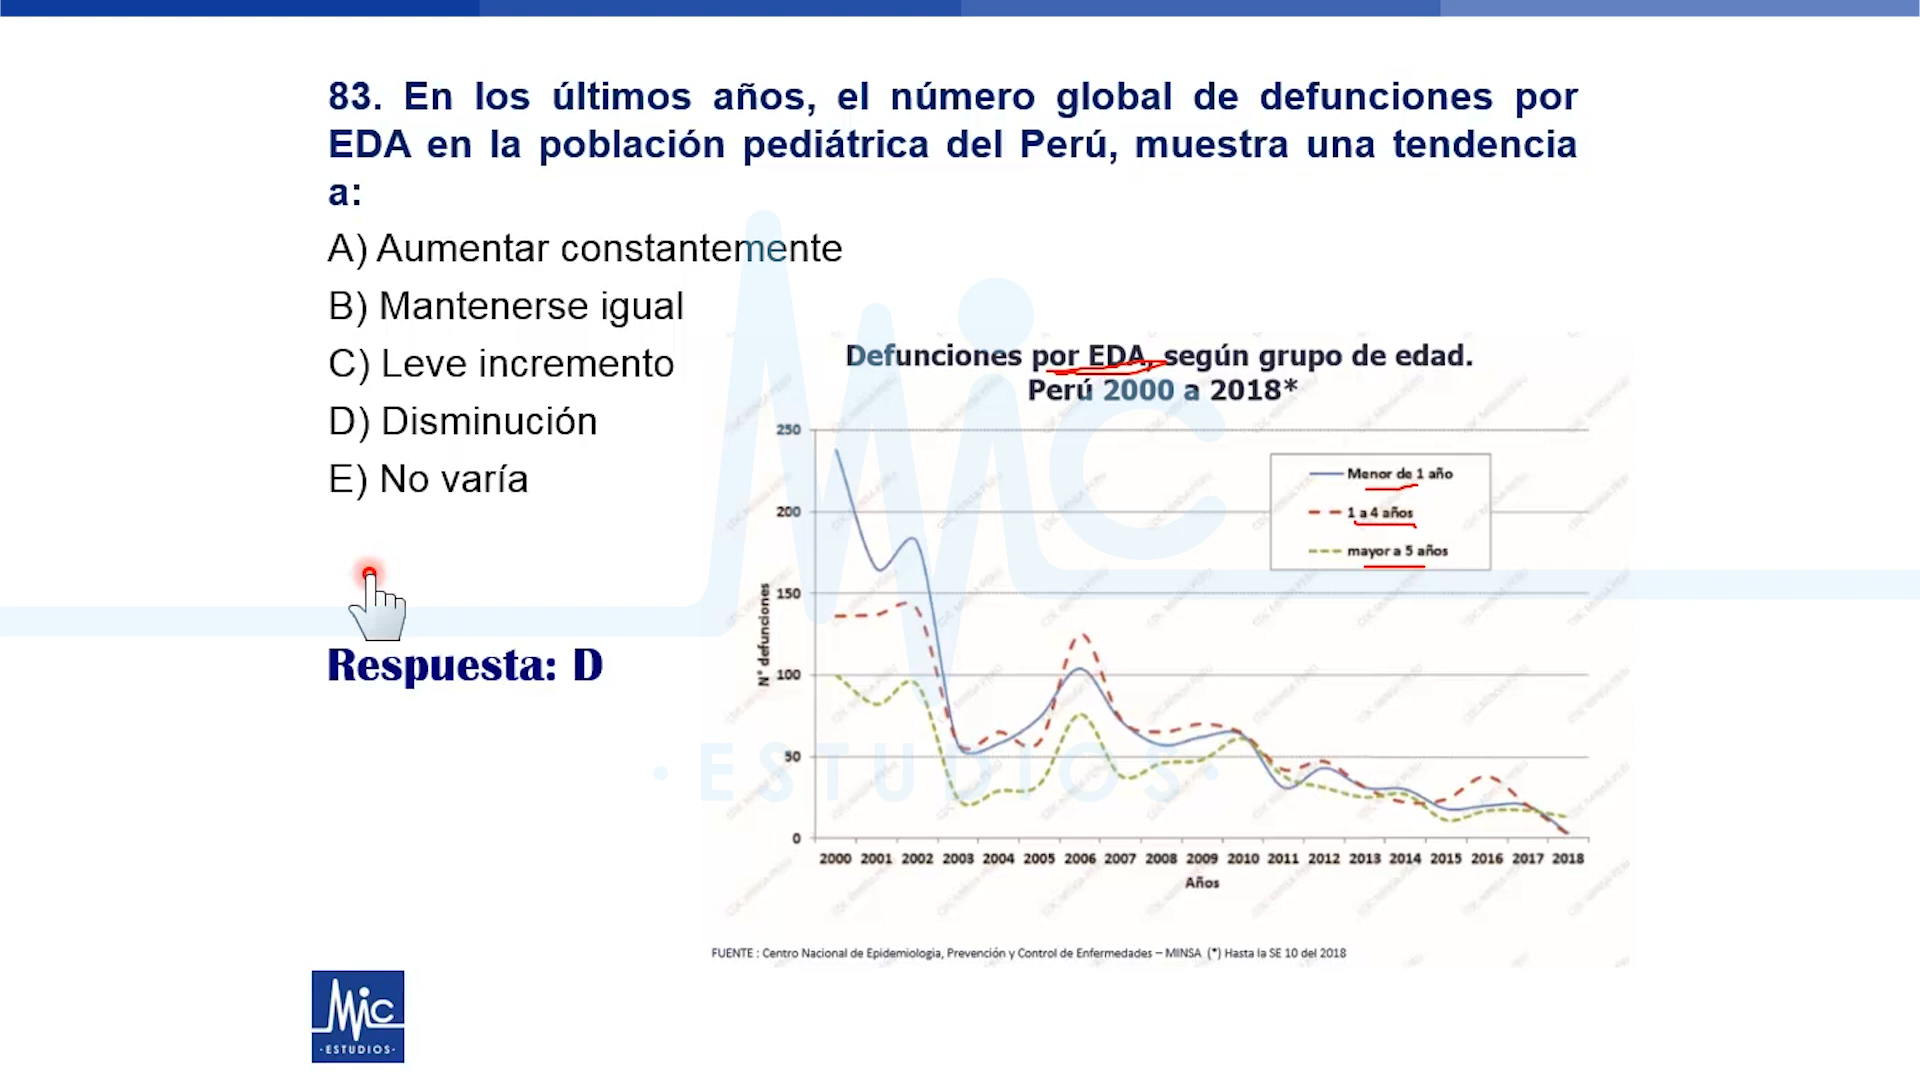 83. En los últimos años, el número global de defunciones por
EDA en la población pediátrica del Perú, muestra una tendencia
a:
A) Aumentar constantemente
B) Mantenerse igual
C) Leve incremento
D) Disminución
E) No varía
Respuesta: D
Defunciones por EDA, según grupo de edad.
Perú 2000 a 2018*
250
200
150
100
50
0
N° defunciones
Menor de 1 año
1 a 4 años
mayor a 5 años
2000 2001 2002 2003 2004 2005 2006 2007 2008 2009 2010 2011 2012 2013 2014 2015 2016 2017 2018
Años
FUENTE : Centro Nacional de Epidemiologia, Prevención y Control de Enfermedades – MINSA (*) Hasta la SE 10 del 2018
Mic
·ESTUDIOS·
Mic
·ESTUDIOS·